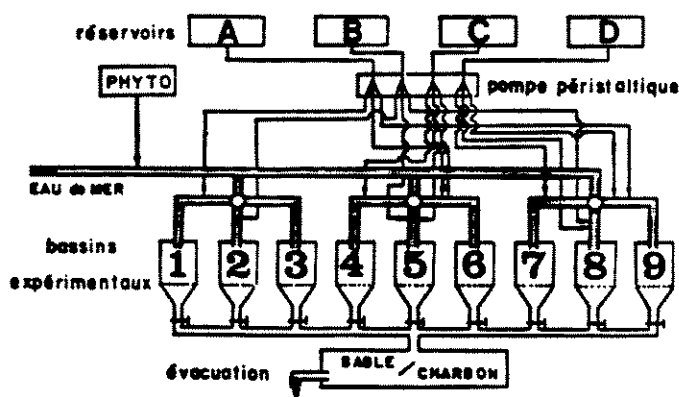 réservoirs A B C D
PHYTO pompe péristaltique
EAU de MER
bassins
expérimentaux
1 2 3 4 5 6 7 8 9
évacuation SABLE / CHARBON